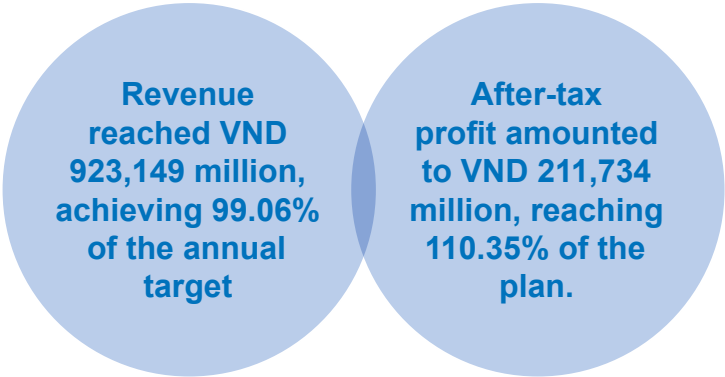 Revenue
reached VND
923,149 million,
achieving 99.06%
of the annual
target
After-tax
profit amounted
to VND 211,734
million, reaching
110.35% of the
plan.